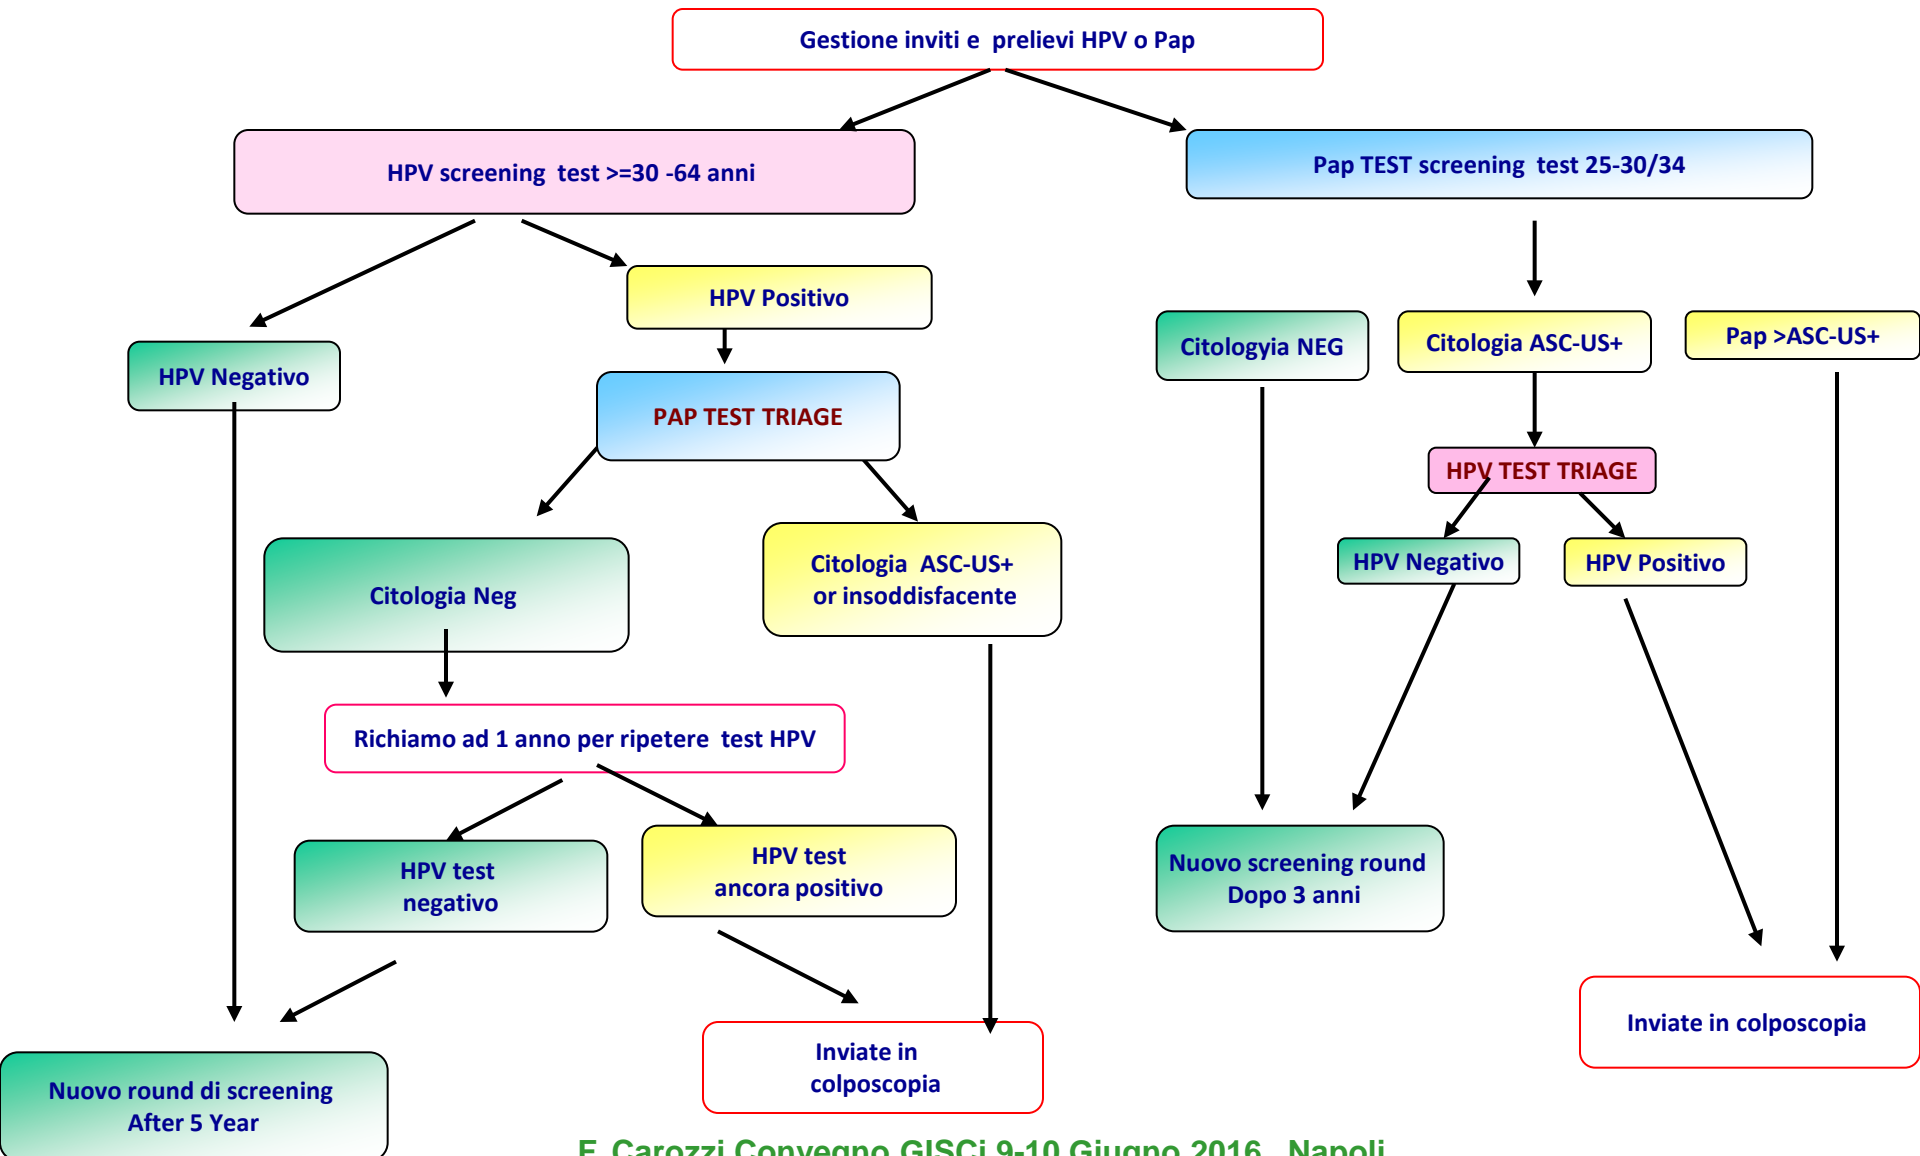 Gestione inviti e prelievi HPV o Pap
HPV screening test >=30 -64 anni
Pap TEST screening test 25-30/34
HPV Positivo
HPV Negativo
Citologyia NEG
Citologia ASC-US+
Pap >ASC-US+
PAP TEST TRIAGE
HPV TEST TRIAGE
Citologia Neg
Citologia ASC-US+
or insoddisfacente
HPV Negativo
HPV Positivo
Richiamo ad 1 anno per ripetere test HPV
HPV test
negativo
HPV test
ancora positivo
Nuovo screening round
Dopo 3 anni
Inviate in colposcopia
Inviate in
colposcopia
Nuovo round di screening
After 5 Year
F. Carozzi Convegno GISCi 9-10 Giugno 2016 Napoli